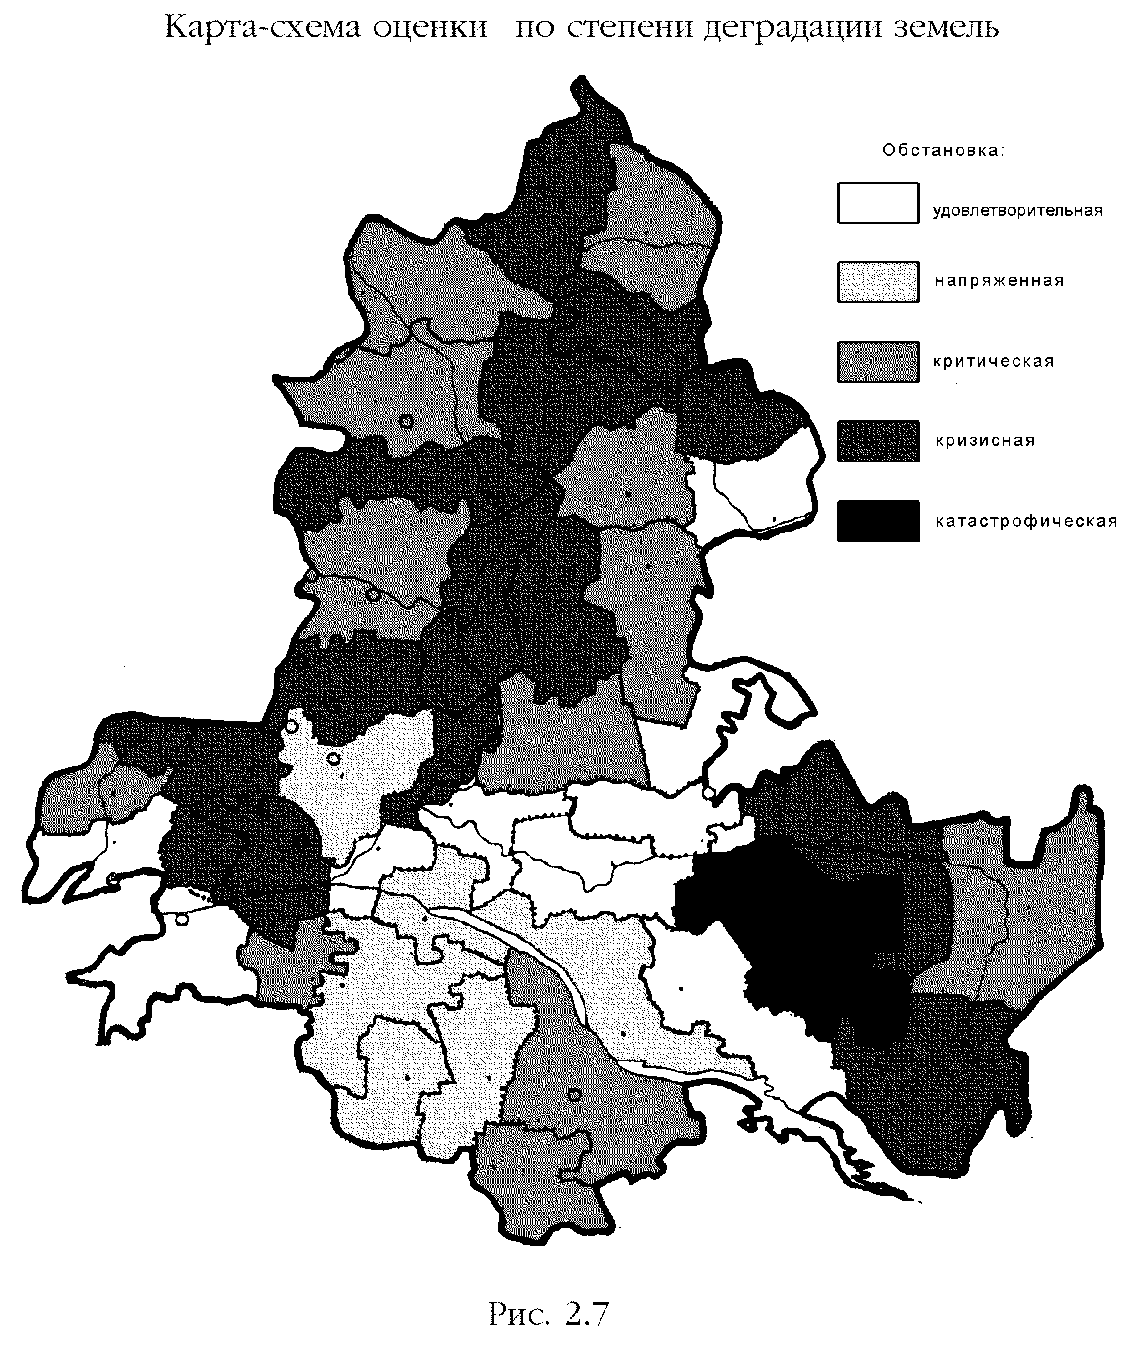 Карта-схема оценки по степени деградации земель
Обстановка:
удовлетворительная
напряженная
критическая
кризисная
катастрофическая
Рис. 2.7